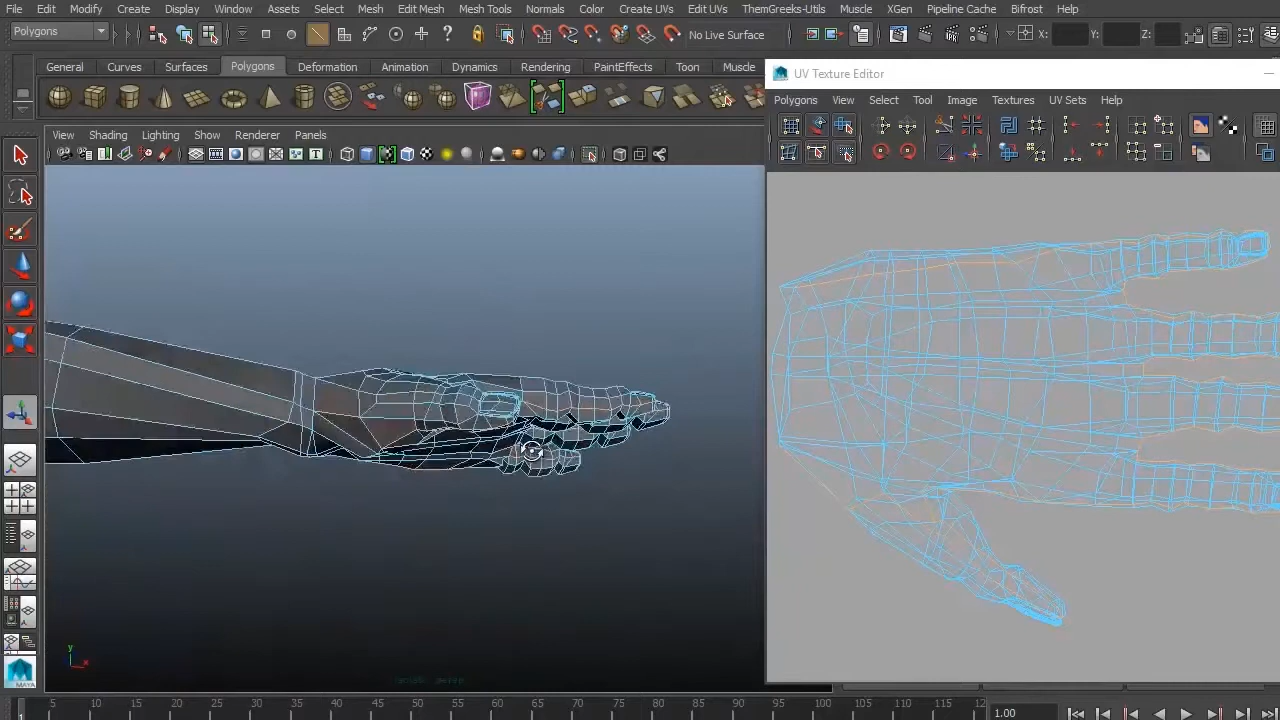 File Edit Modify Create Display Window Assets Select Mesh Edit Mesh Mesh Tools Normals Color Create UVs Edit UVs ThemGreeks-Utils Muscle XGen Pipeline Cache Bifrost Help
Polygons No Live Surface X: Y: Z:
General Curves Surfaces Polygons Deformation Animation Dynamics Rendering PaintEffects Toon Muscle
UV Texture Editor
Polygons View Select Tool Image Textures UV Sets Help
View Shading Lighting Show Renderer Panels
y
x
MAYA
5 10 15 20 25 30 35 40 45 50 55 60 65 70 75 80 85 90 95 100 105 110 115 12
1 1.00